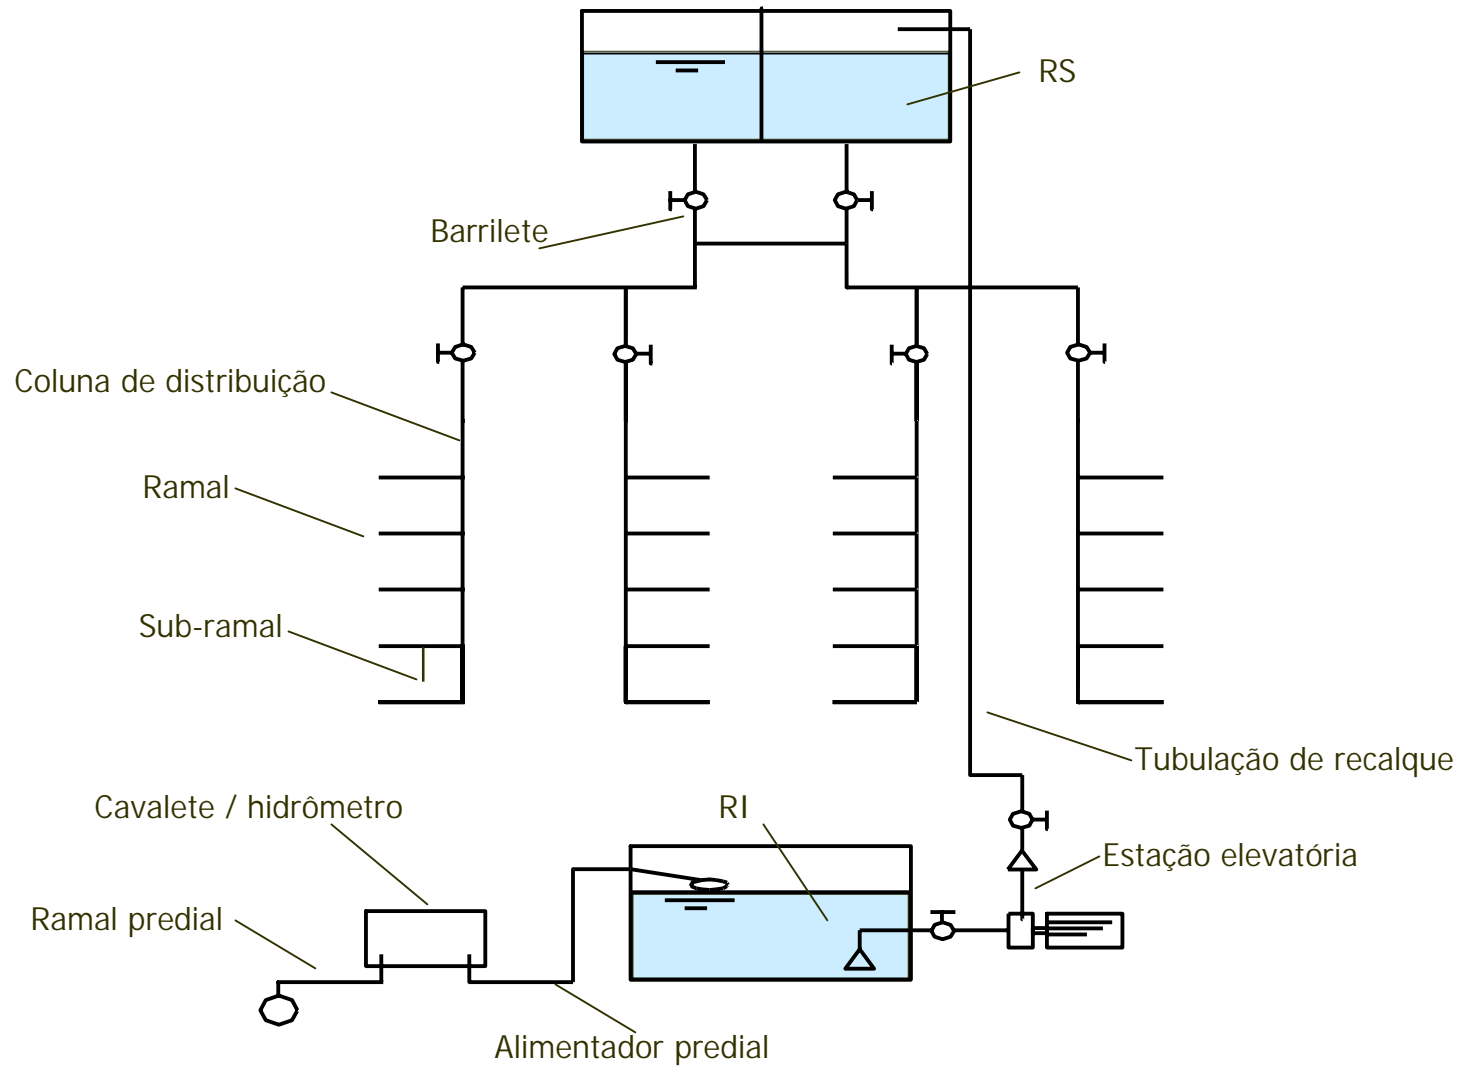 RS
Barrilete
Coluna de distribuição
Ramal
Sub-ramal
Tubulação de recalque
Cavalete / hidrômetro
RI
Estação elevatória
Ramal predial
Alimentador predial